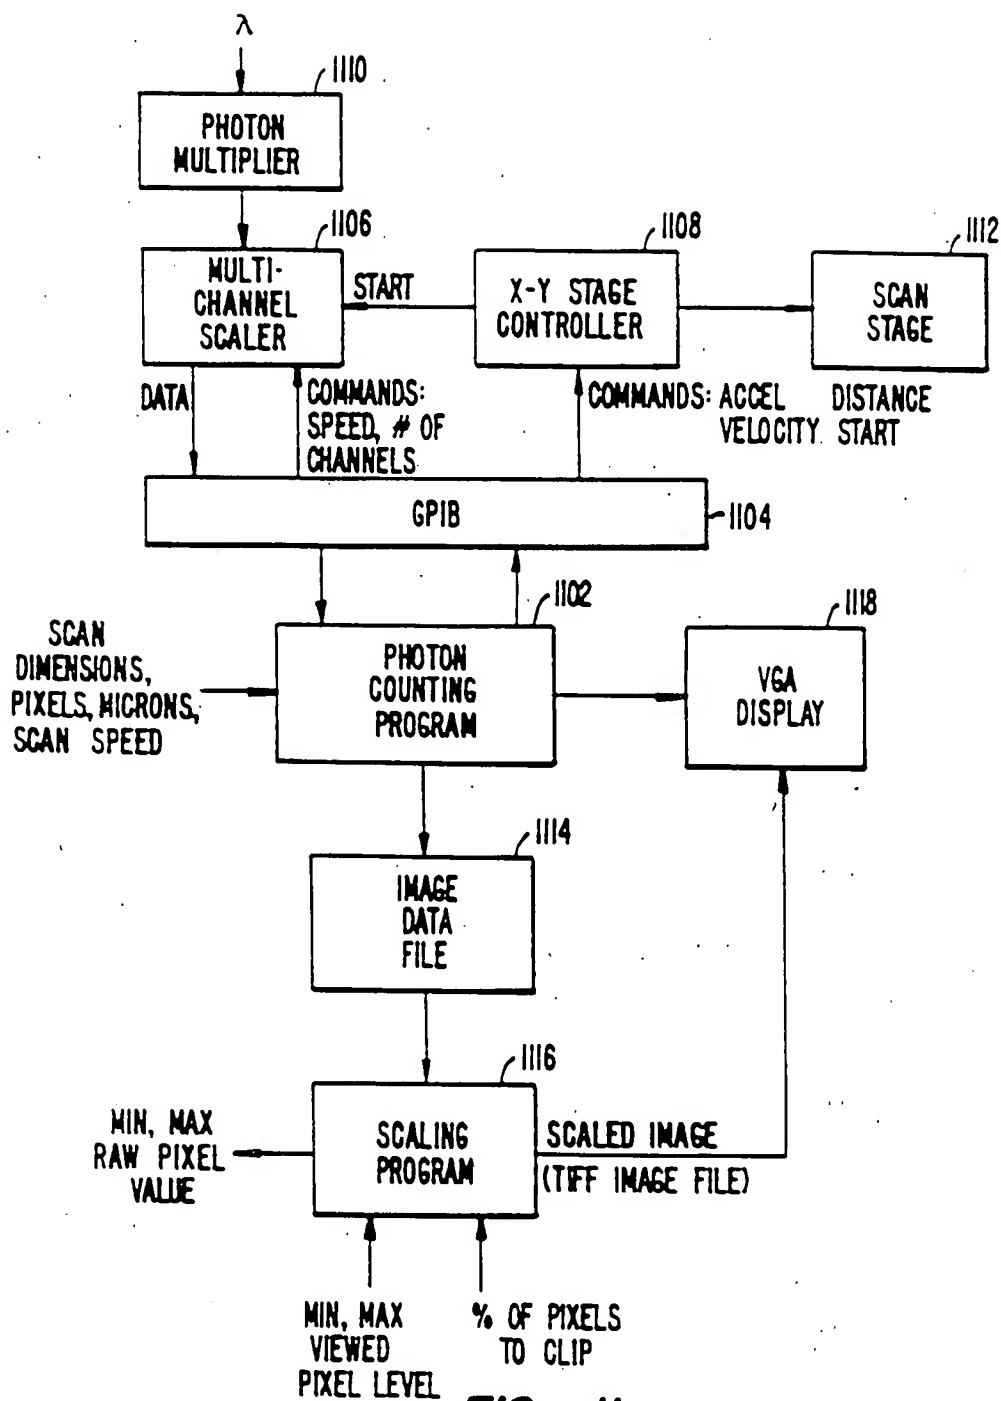 λ
1110
PHOTON
MULTIPLIER
1106
1108
1112
MULTI-
CHANNEL
SCALER
START
X-Y STAGE
CONTROLLER
SCAN
STAGE
DATA
COMMANDS:
SPEED, # OF
CHANNELS
COMMANDS: ACCEL DISTANCE
VELOCITY START
GPIB
1104
1102
1118
SCAN
DIMENSIONS,
PIXELS, MICRONS,
SCAN SPEED
PHOTON
COUNTING
PROGRAM
VGA
DISPLAY
1114
IMAGE
DATA
FILE
1116
MIN, MAX
RAW PIXEL
VALUE
SCALING
PROGRAM
SCALED IMAGE
(TIFF IMAGE FILE)
MIN, MAX
VIEWED
PIXEL LEVEL
% OF PIXELS
TO CLIP